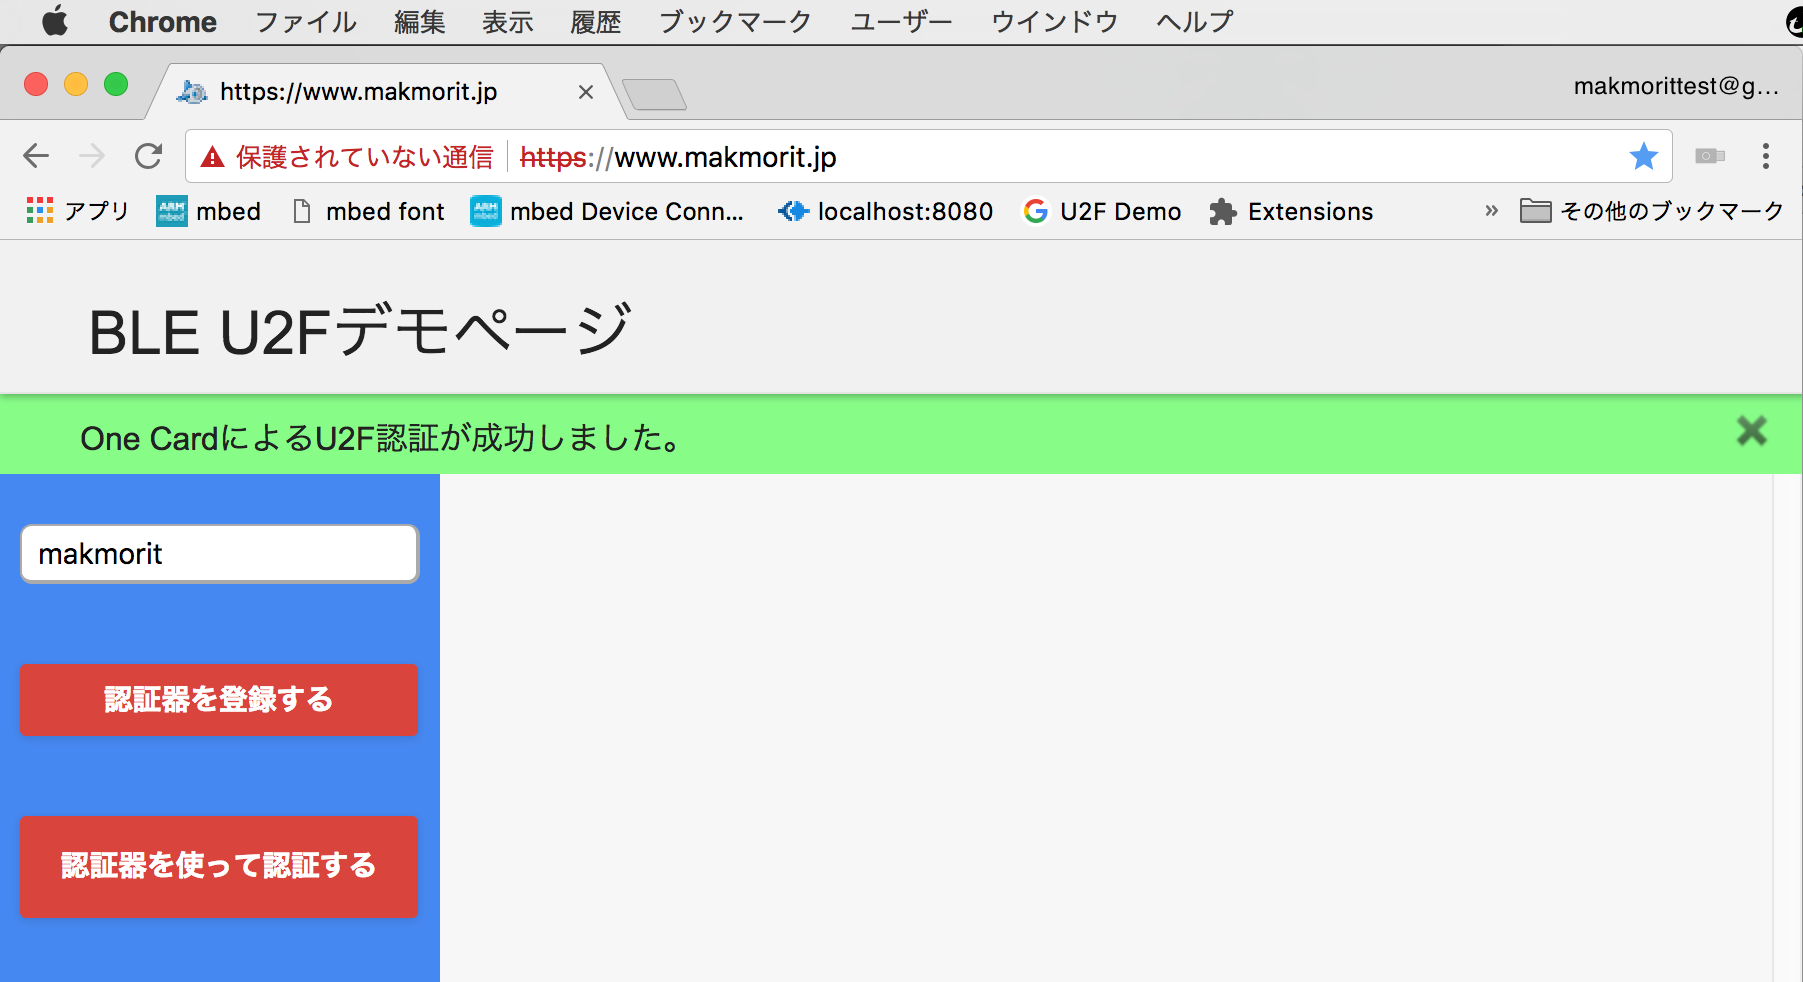 Chrome ファイル 編集 表示 履歴 ブックマーク ユーザー ウインドウ ヘルプ
https://www.makmorit.jp makmorittest@g...
保護されていない通信 https://www.makmorit.jp
アプリ mbed mbed font mbed Device Conn... localhost:8080 U2F Demo Extensions » その他のブックマーク
BLE U2Fデモページ
One CardによるU2F認証が成功しました。
makmorit
認証器を登録する
認証器を使って認証する